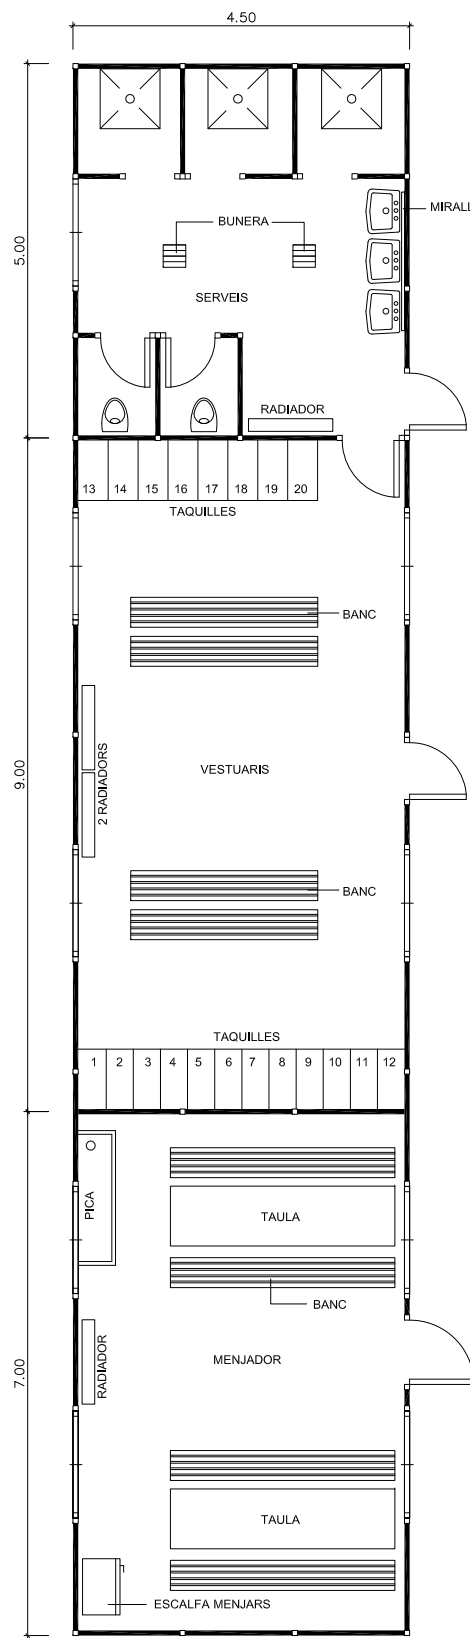 4.50
5.00
BUNERA
MIRALL
SERVEIS
RADIADOR
13 14 15 16 17 18 19 20
TAQUILLES
BANC
9.00
2 RADIADORS
VESTUARIS
BANC
TAQUILLES
1 2 3 4 5 6 7 8 9 10 11 12
PICA
TAULA
BANC
7.00
RADIADOR
MENJADOR
TAULA
ESCALFA MENJARS